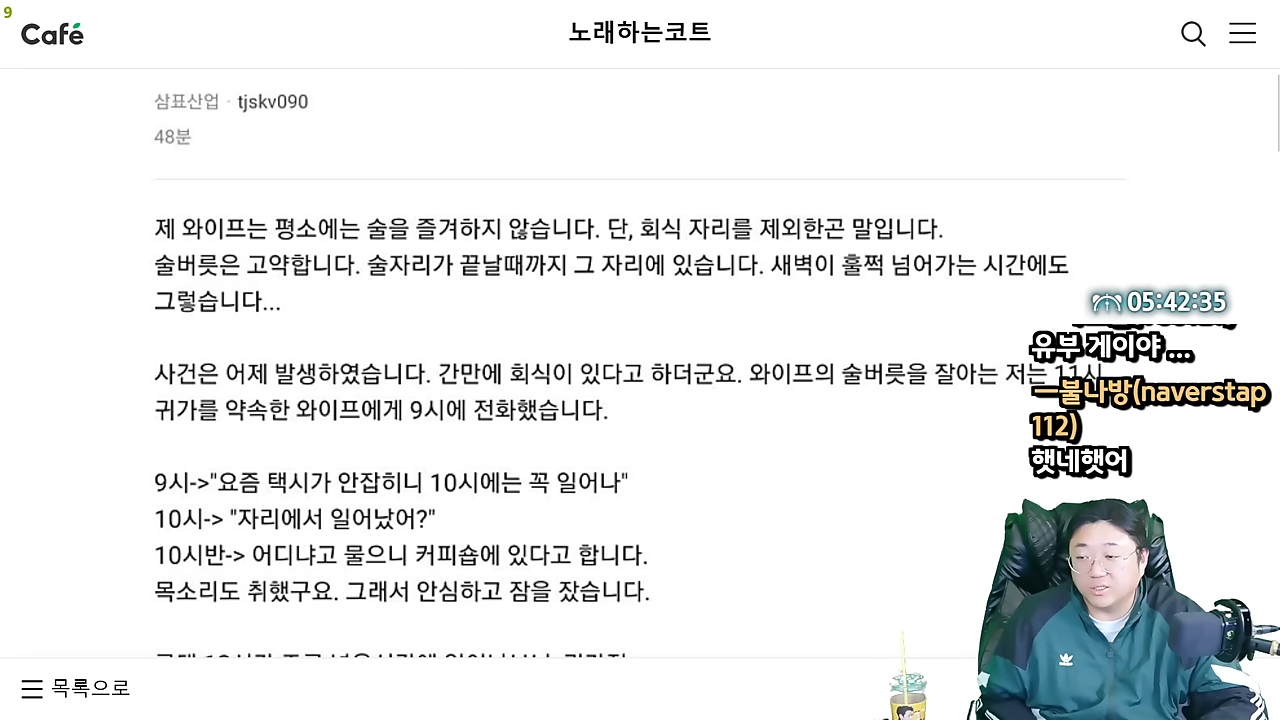 9
Café
노래하는코트
삼표산업 · tjskv090
48분
제 와이프는 평소에는 술을 즐겨하지 않습니다. 단, 회식 자리를 제외한곤 말입니다.
술버릇은 고약합니다. 술자리가 끝날때까지 그 자리에 있습니다. 새벽이 훌쩍 넘어가는 시간에도
그렇습니다...
사건은 어제 발생하였습니다. 간만에 회식이 있다고 하더군요. 와이프의 술버릇을 잘아는 저는 11시
귀가를 약속한 와이프에게 9시에 전화했습니다.
9시->"요즘 택시가 안잡히니 10시에는 꼭 일어나"
10시-> "자리에서 일어났어?"
10시반-> 어디냐고 물으니 커피숍에 있다고 합니다.
목소리도 취했구요. 그래서 안심하고 잠을 잤습니다.
목록으로
05:42:35
유부 게이야 ...
불나방(naverstap
112)
햇네햇어